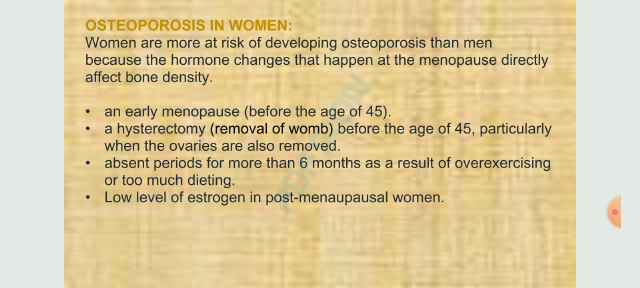 OSTEOPOROSIS IN WOMEN:
Women are more at risk of developing osteoporosis than men
because the hormone changes that happen at the menopause directly
affect bone density.
• an early menopause (before the age of 45).
• a hysterectomy (removal of womb) before the age of 45, particularly
when the ovaries are also removed.
• absent periods for more than 6 months as a result of overexercising
or too much dieting.
• Low level of estrogen in post-menaupausal women.